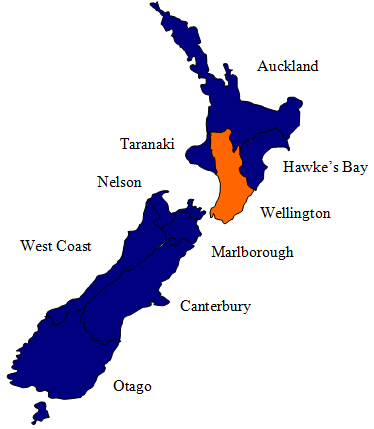 Auckland
Taranaki
Hawke's Bay
Nelson
Wellington
West Coast
Marlborough
Canterbury
Otago